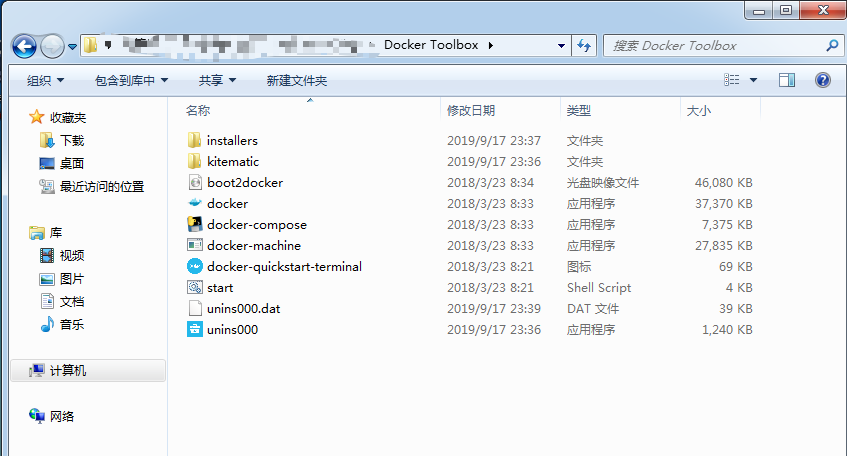 Docker Toolbox
搜索 Docker Toolbox
组织 包含到库中 共享 新建文件夹
收藏夹
下载
桌面
最近访问的位置
库
视频
图片
文档
音乐
计算机
网络
名称 修改日期 类型 大小
installers 2019/9/17 23:37 文件夹
kitematic 2019/9/17 23:36 文件夹
boot2docker 2018/3/23 8:34 光盘映像文件 46,080 KB
docker 2018/3/23 8:33 应用程序 37,370 KB
docker-compose 2018/3/23 8:33 应用程序 7,375 KB
docker-machine 2018/3/23 8:33 应用程序 27,835 KB
docker-quickstart-terminal 2018/3/23 8:21 图标 69 KB
start 2018/3/23 8:21 Shell Script 4 KB
unins000.dat 2019/9/17 23:39 DAT 文件 39 KB
unins000 2019/9/17 23:36 应用程序 1,240 KB